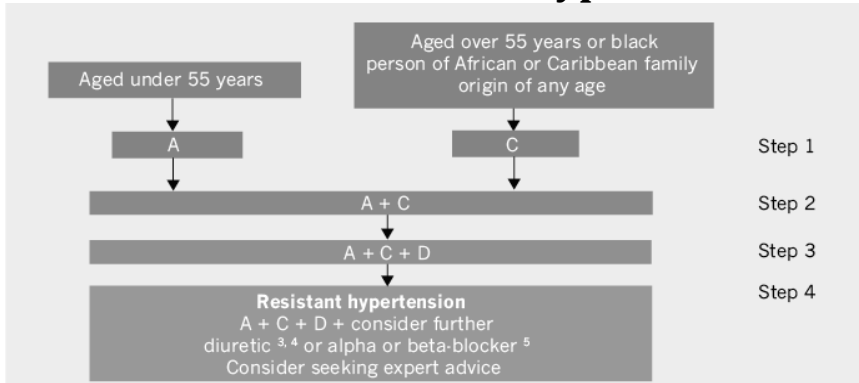 Aged under 55 years
Aged over 55 years or black
person of African or Caribbean family
origin of any age
A
C
Step 1
A + C
Step 2
A + C + D
Step 3
Resistant hypertension
A + C + D + consider further
diuretic 3, 4 or alpha or beta-blocker 5
Consider seeking expert advice
Step 4